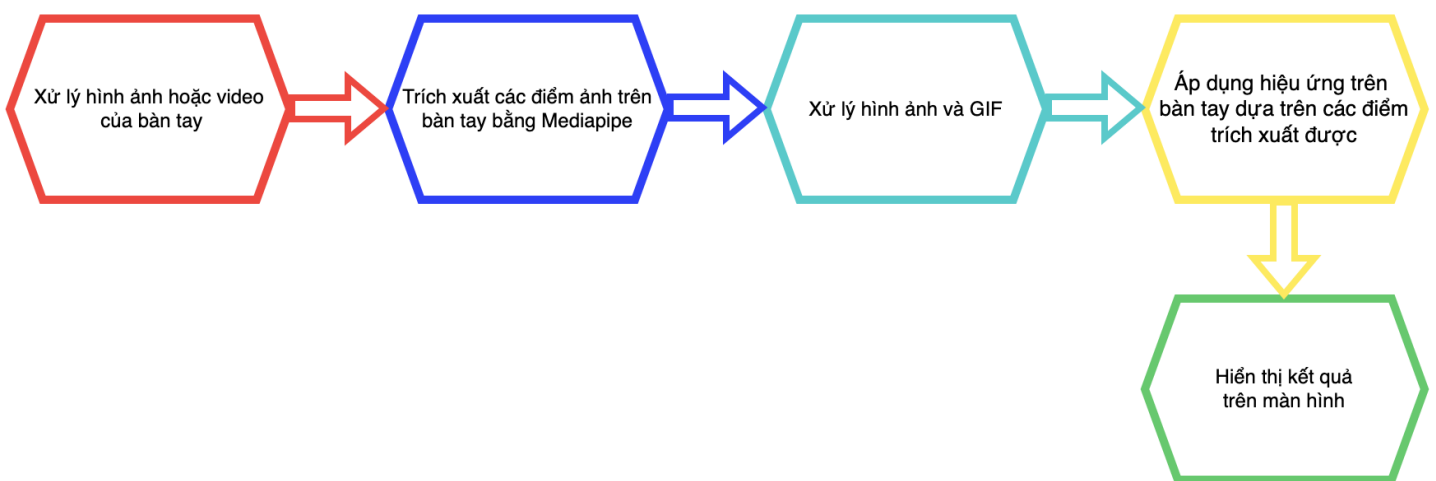 Xử lý hình ảnh hoặc video
của bàn tay
Trích xuất các điểm ảnh trên
bàn tay bằng Mediapipe
Xử lý hình ảnh và GIF
Áp dụng hiệu ứng trên
bàn tay dựa trên các điểm
trích xuất được
Hiển thị kết quả
trên màn hình